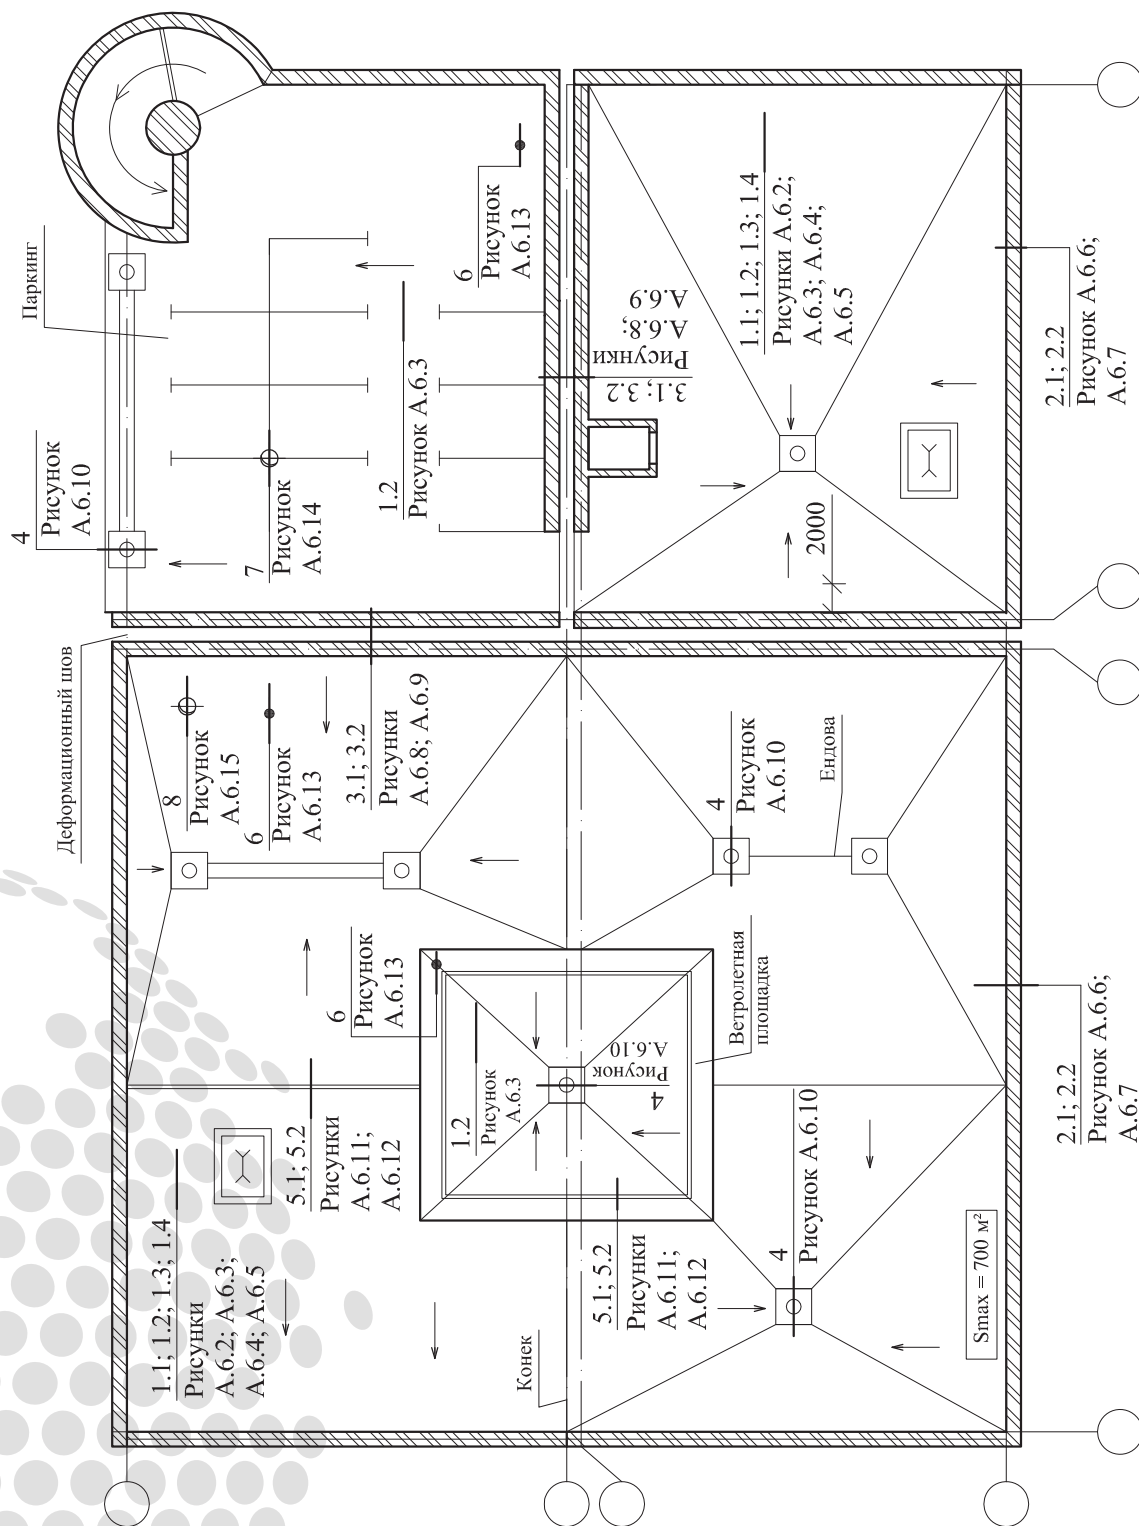 Паркинг
4
Рисунок
А.6.10
7
Рисунок
А.6.14
1.2
Рисунок А.6.3
6
Рисунок
А.6.13
3.1; 3.2
Рисунки
А.6.8;
А.6.9
1.1; 1.2; 1.3; 1.4
Рисунки А.6.2;
А.6.3; А.6.4;
А.6.5
2000
2.1; 2.2
Рисунок А.6.6;
А.6.7
Деформационный шов
8
Рисунок
А.6.15
6
Рисунок
А.6.13
3.1; 3.2
Рисунки
А.6.8; А.6.9
4
Рисунок
А.6.10
Ендова
6
Рисунок
А.6.13
1.2
Рисунок
А.6.3
4
Рисунок
А.6.10
Ветролетная
площадка
5.1; 5.2
Рисунки
А.6.11;
А.6.12
1.1; 1.2; 1.3; 1.4
Рисунки
А.6.2; А.6.3;
А.6.4; А.6.5
5.1; 5.2
Рисунки
А.6.11;
А.6.12
Конек
4
Рисунок А.6.10
Smax = 700 м²
2.1; 2.2
Рисунок А.6.6;
А.6.7